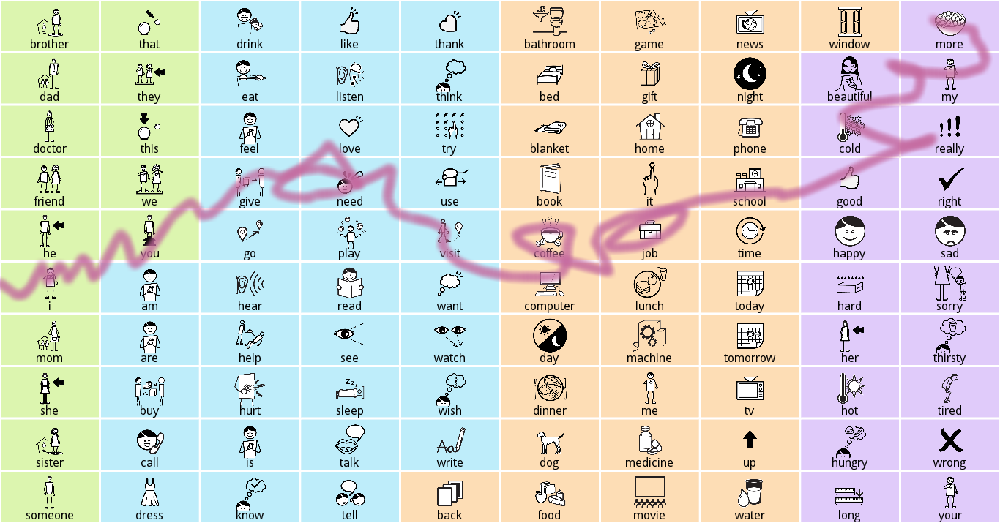 brother that drink like thank bathroom game news window more
dad they eat listen think bed gift night beautiful my
doctor this feel love try blanket home phone cold really
friend we give need use book it school good right
he you go play visit coffee job time happy sad
i am hear read want computer lunch today hard sorry
mom are help see watch day machine tomorrow her thirsty
she buy hurt sleep wish dinner me tv hot tired
sister call is talk write dog medicine up hungry wrong
someone dress know tell back food movie water long your